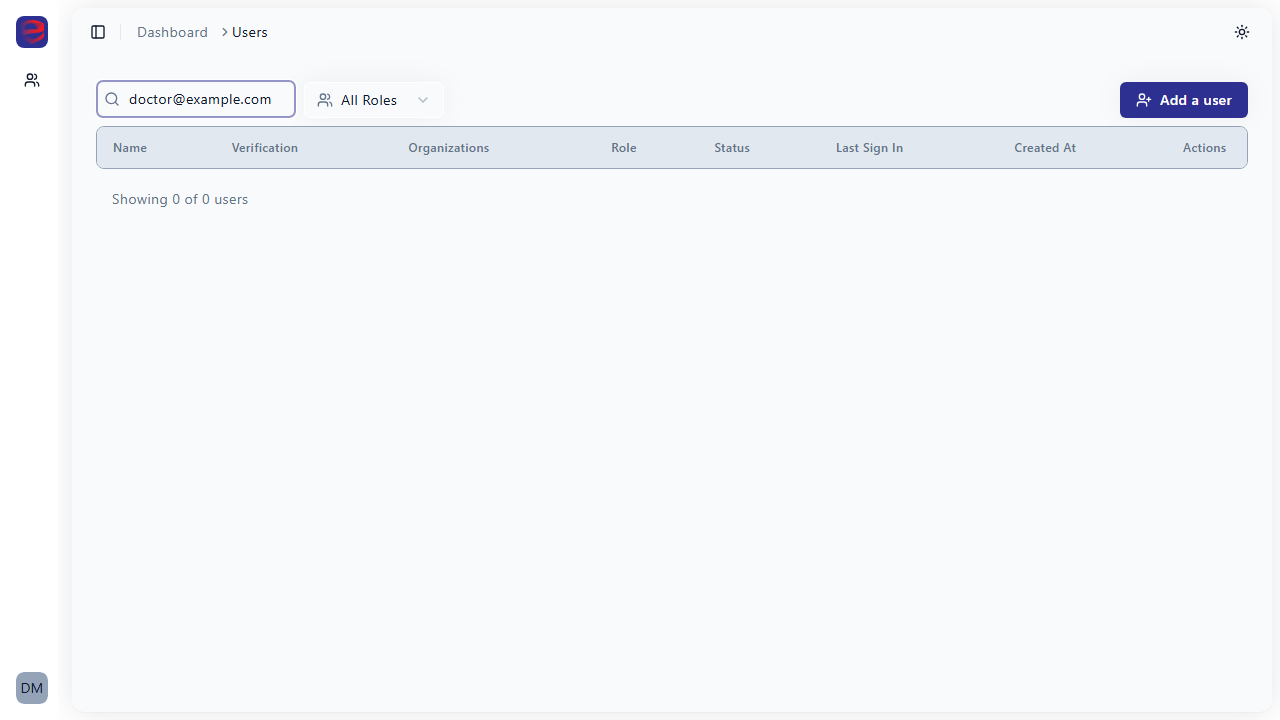 Dashboard Users
doctor@example.com All Roles Add a user
Name Verification Organizations Role Status Last Sign In Created At Actions
Showing 0 of 0 users
DM